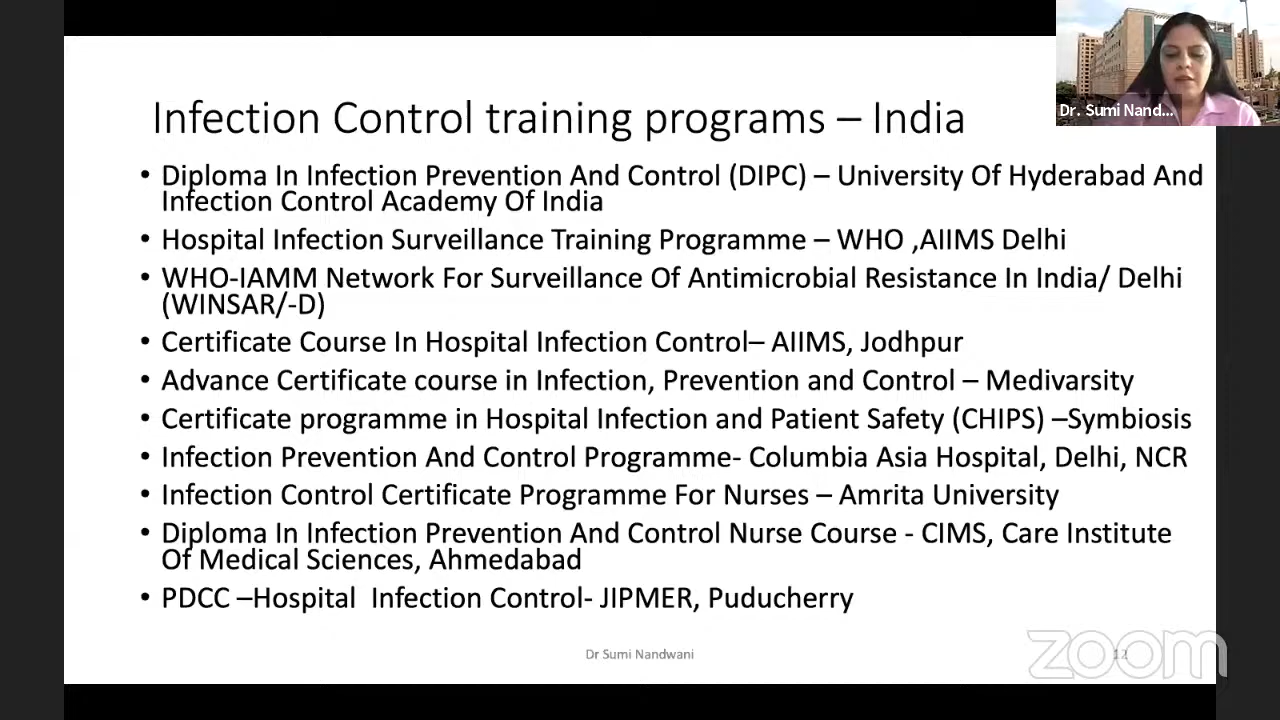 Dr. Sumi Nand...
Infection Control training programs – India
• Diploma In Infection Prevention And Control (DIPC) – University Of Hyderabad And
Infection Control Academy Of India
• Hospital Infection Surveillance Training Programme – WHO ,AIIMS Delhi
• WHO-IAMM Network For Surveillance Of Antimicrobial Resistance In India/ Delhi
(WINSAR/-D)
• Certificate Course In Hospital Infection Control– AIIMS, Jodhpur
• Advance Certificate course in Infection, Prevention and Control – Medivarsity
• Certificate programme in Hospital Infection and Patient Safety (CHIPS) –Symbiosis
• Infection Prevention And Control Programme- Columbia Asia Hospital, Delhi, NCR
• Infection Control Certificate Programme For Nurses – Amrita University
• Diploma In Infection Prevention And Control Nurse Course - CIMS, Care Institute
Of Medical Sciences, Ahmedabad
• PDCC –Hospital  Infection Control- JIPMER, Puducherry
Dr Sumi Nandwani
12
zoom